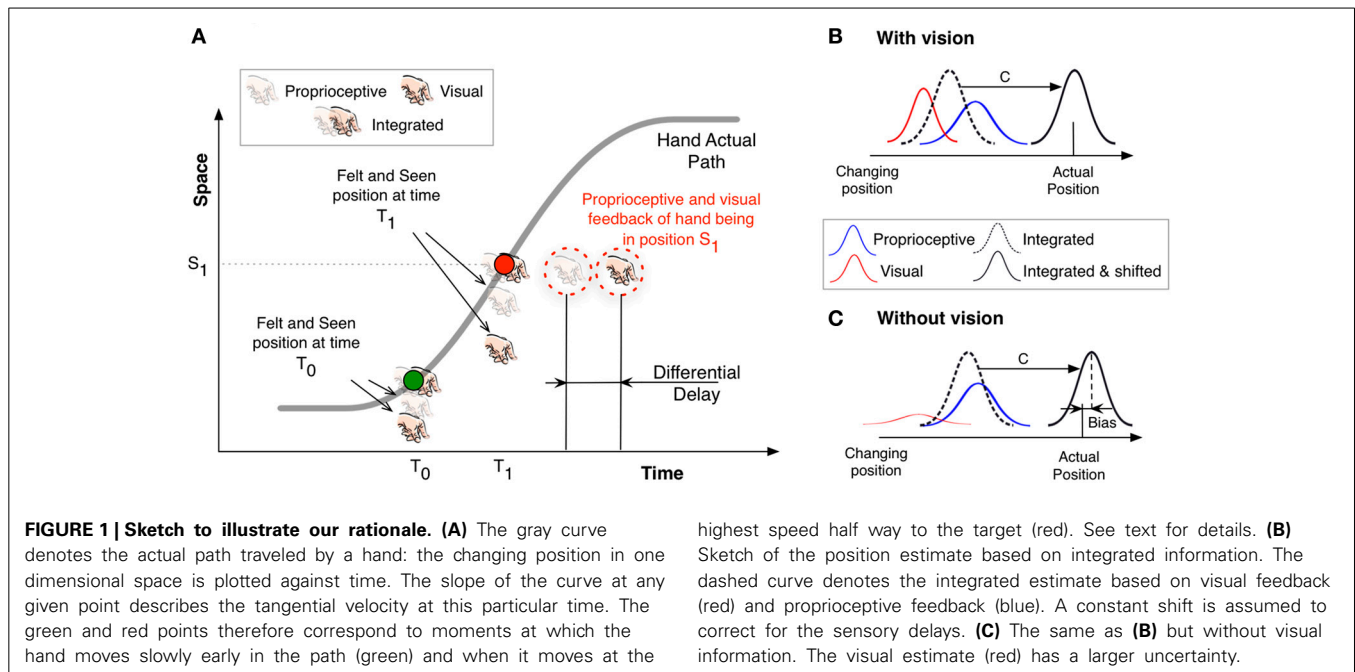 A
Proprioceptive
Visual
Integrated
Space
Hand Actual
Path
Felt and Seen
position at time
T1
Proprioceptive and visual
feedback of hand being
in position S1
S1
Felt and Seen
position at time
T0
Differential
Delay
T0
T1
Time
B
With vision
C
Changing
position
Actual
Position
Proprioceptive
Integrated
Visual
Integrated & shifted
C
Without vision
C
Bias
Changing
position
Actual
Position
FIGURE 1 | Sketch to illustrate our rationale. (A) The gray curve
denotes the actual path traveled by a hand: the changing position in one
dimensional space is plotted against time. The slope of the curve at any
given point describes the tangential velocity at this particular time. The
green and red points therefore correspond to moments at which the
hand moves slowly early in the path (green) and when it moves at the
highest speed half way to the target (red). See text for details. (B)
Sketch of the position estimate based on integrated information. The
dashed curve denotes the integrated estimate based on visual feedback
(red) and proprioceptive feedback (blue). A constant shift is assumed to
correct for the sensory delays. (C) The same as (B) but without visual
information. The visual estimate (red) has a larger uncertainty.